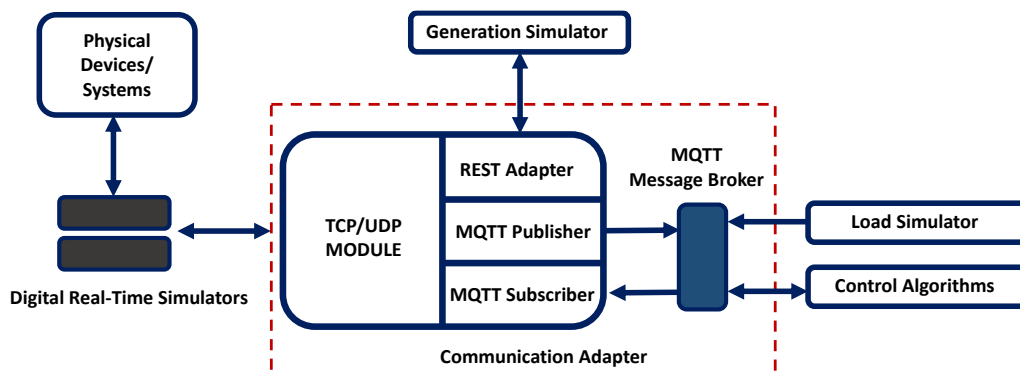 Physical
Devices/
Systems
Generation Simulator
REST Adapter
MQTT
Message Broker
TCP/UDP
MODULE
MQTT Publisher
Load Simulator
MQTT Subscriber
Control Algorithms
Digital Real-Time Simulators
Communication Adapter